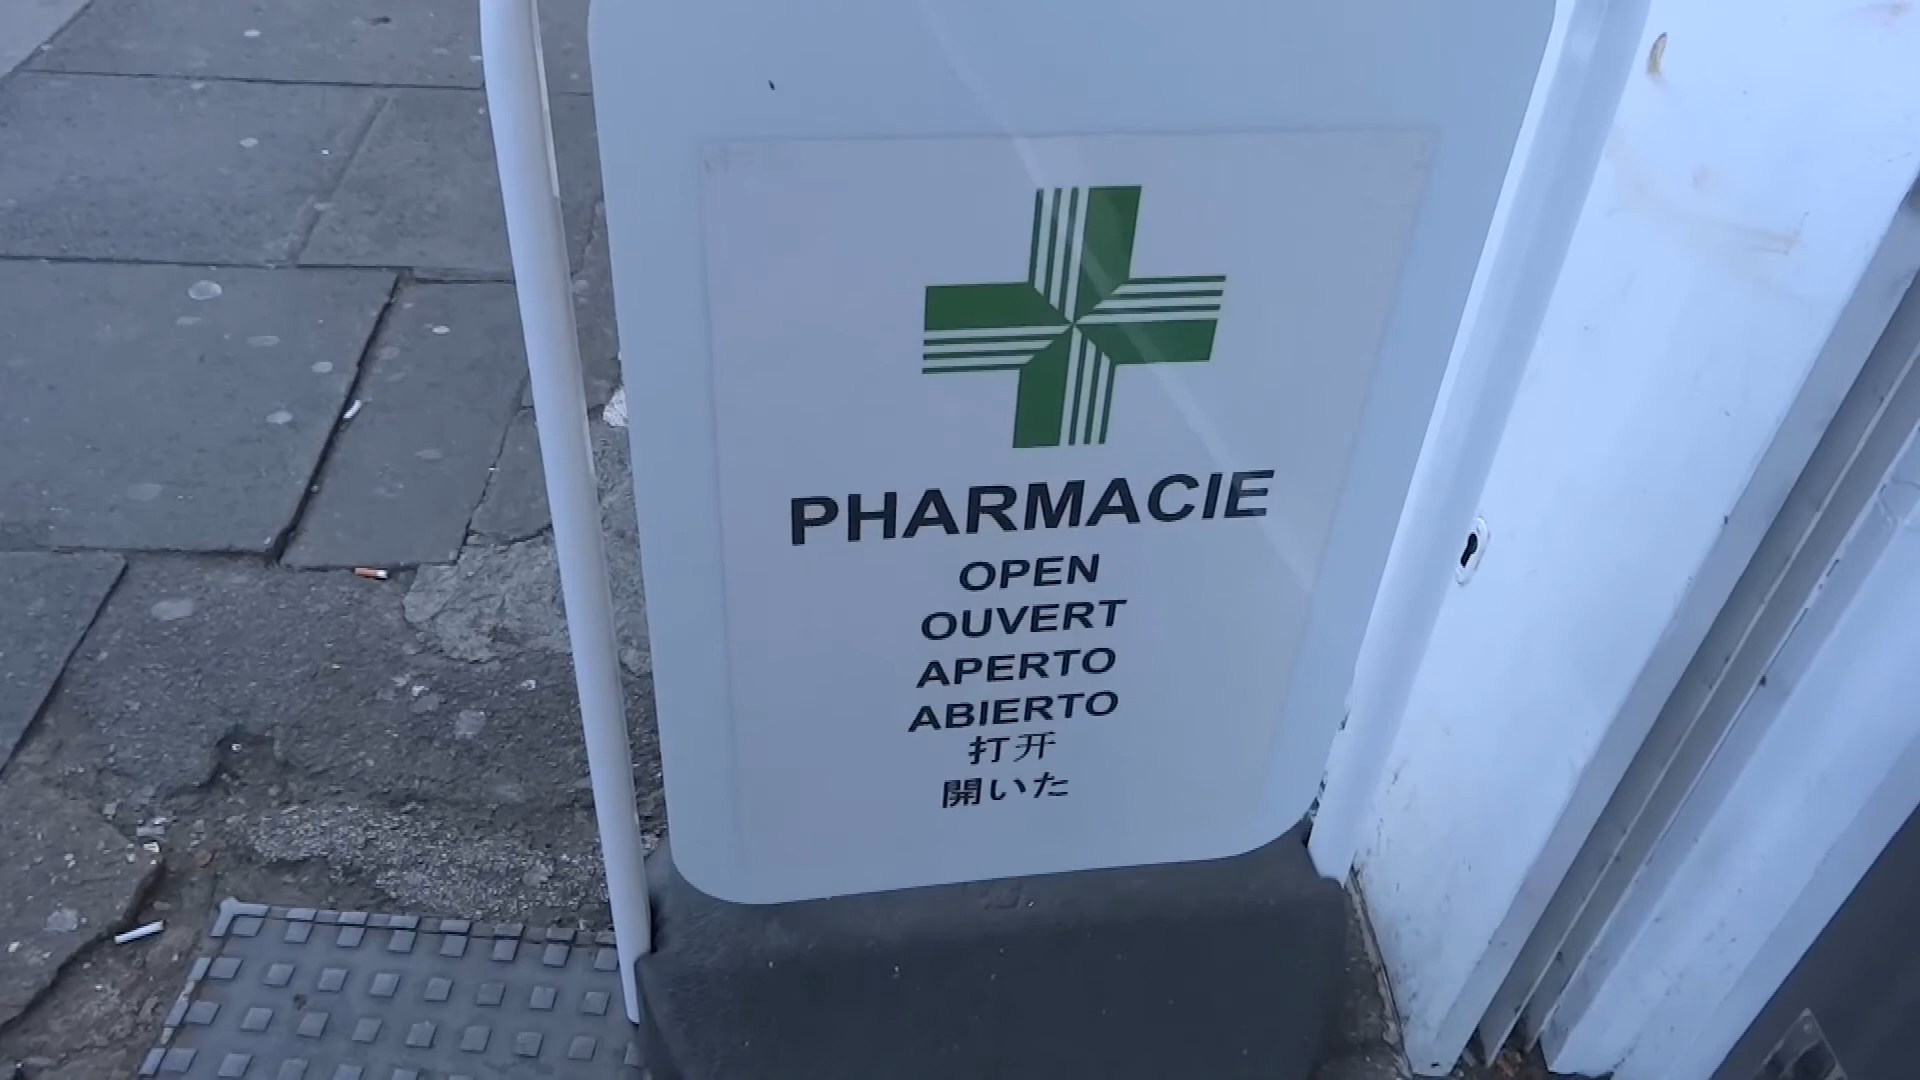 PHARMACIE
OPEN
OUVERT
APERTO
ABIERTO
打开
開いた